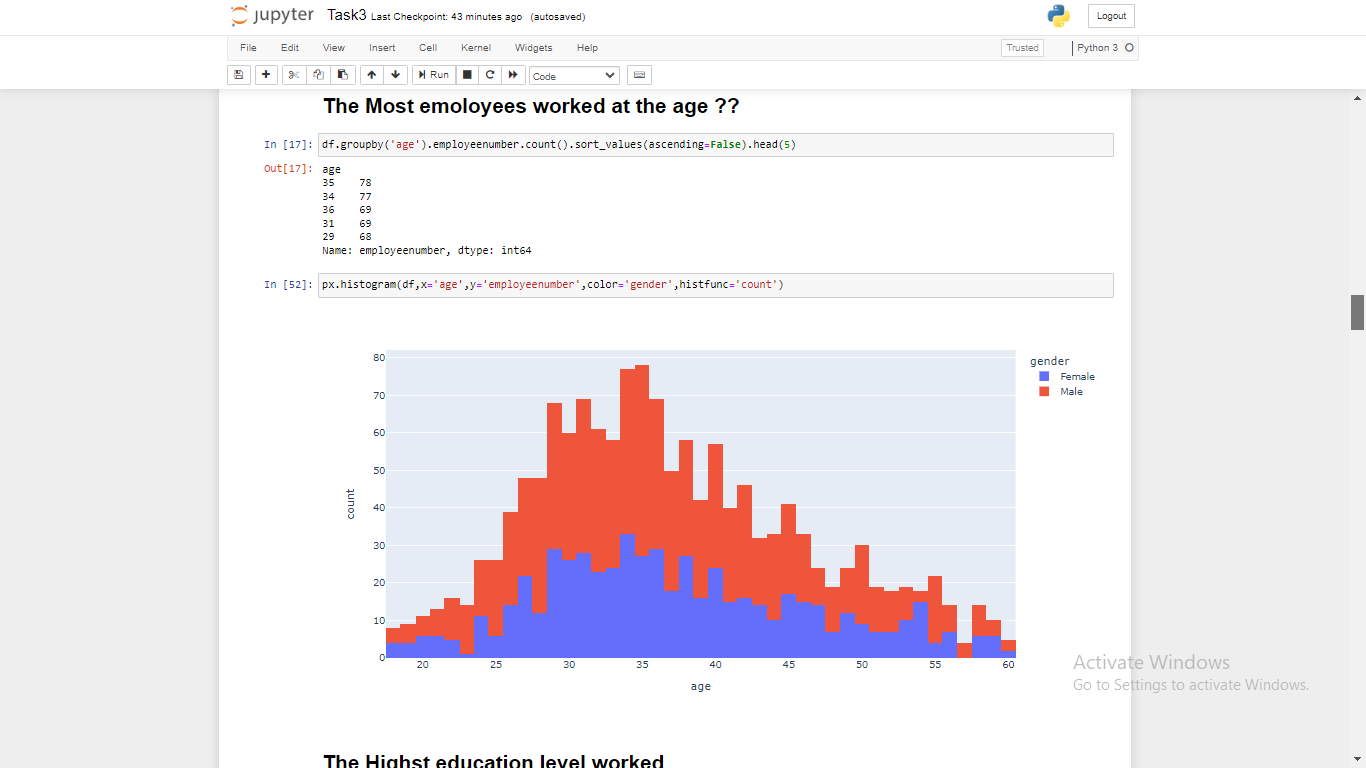 jupyter Task3 Last Checkpoint: 43 minutes ago (autosaved) Logout
File Edit View Insert Cell Kernel Widgets Help Trusted Python 3
Run Code
The Most emoloyees worked at the age ??
In [17]: df.groupby('age').employeenumber.count().sort_values(ascending=False).head(5)
Out[17]: age
35 78
34 77
36 69
31 69
29 68
Name: employeenumber, dtype: int64
In [52]: px.histogram(df,x='age',y='employeenumber',color='gender',histfunc='count')
gender
Female
Male
80
70
60
50
40
30
20
10
0
count
20 25 30 35 40 45 50 55 60
age
Activate Windows
Go to Settings to activate Windows.
The Highst education level worked